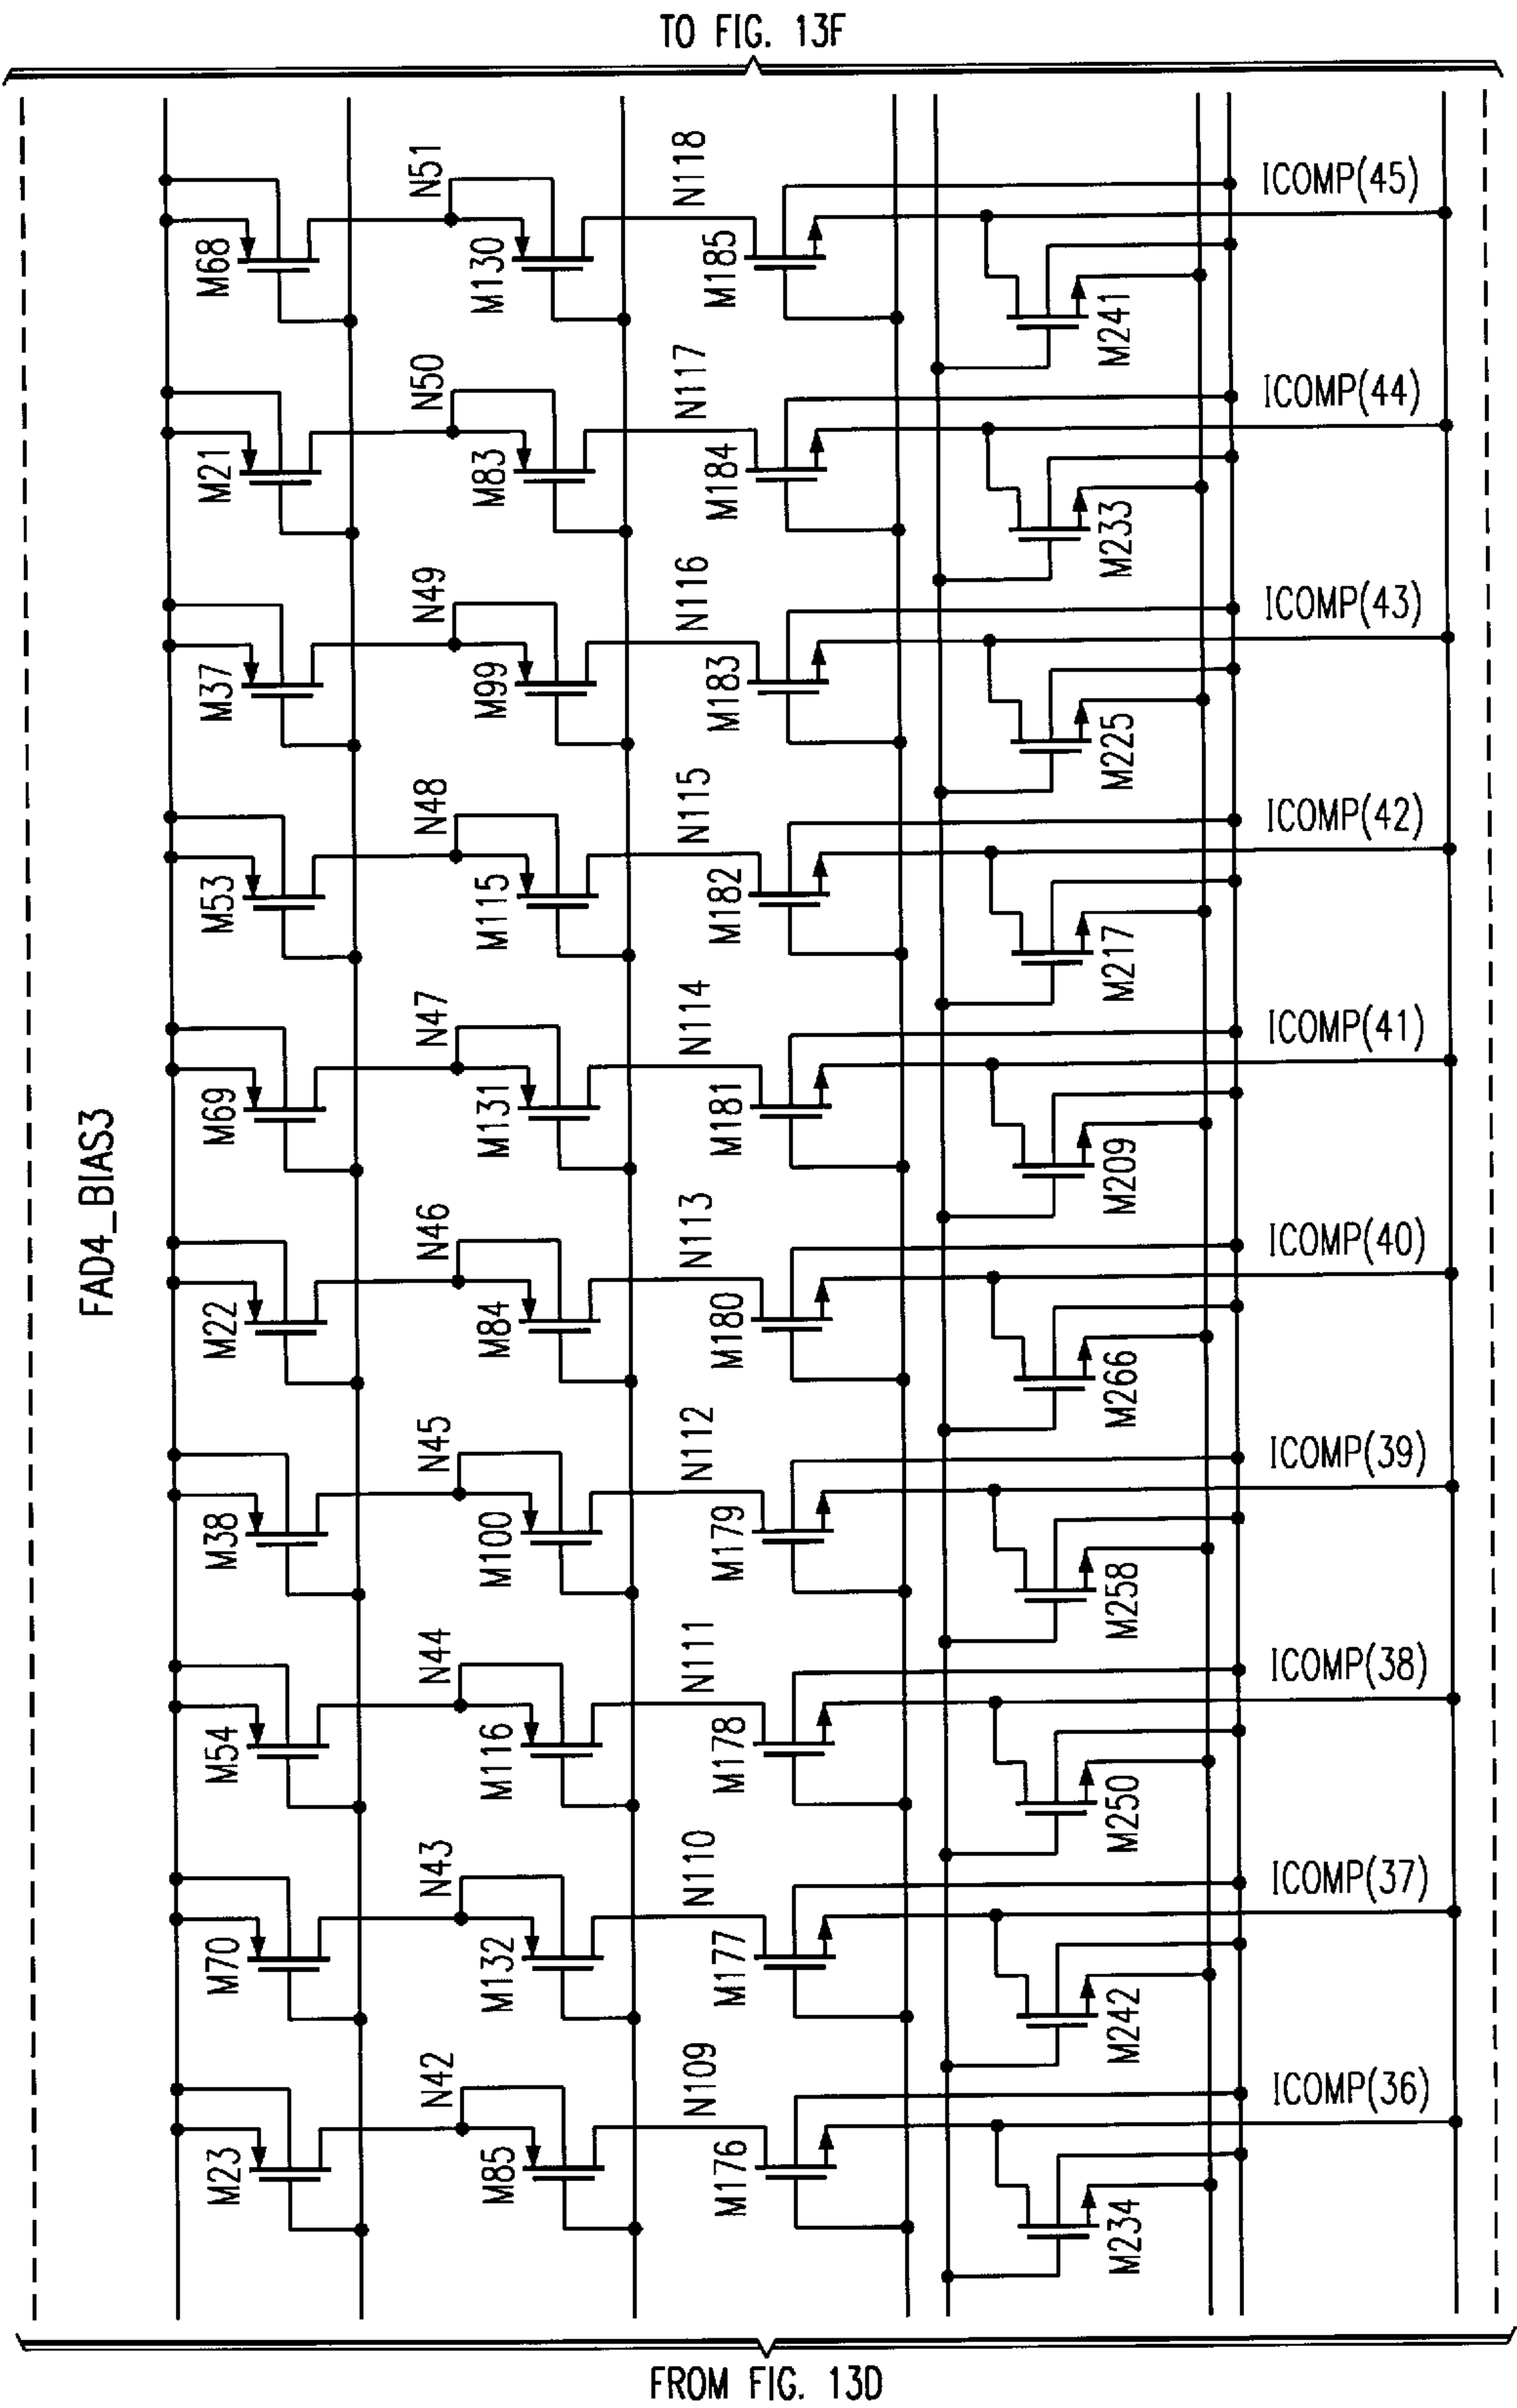 TO FIG. 13F
FAD4_BIAS3
M68
N51
M130
N118
M185
M241
ICOMP(45)
M21
N50
M83
N117
M184
M233
ICOMP(44)
M37
N49
M99
N116
M183
M225
ICOMP(43)
M53
N48
M115
N115
M182
M217
ICOMP(42)
M69
N47
M131
N114
M181
M209
ICOMP(41)
M22
N46
M84
N113
M180
M266
ICOMP(40)
M38
N45
M100
N112
M179
M258
ICOMP(39)
M54
N44
M116
N111
M178
M250
ICOMP(38)
M70
N43
M132
N110
M177
M242
ICOMP(37)
M23
N42
M85
N109
M176
M234
ICOMP(36)
FROM FIG. 13D